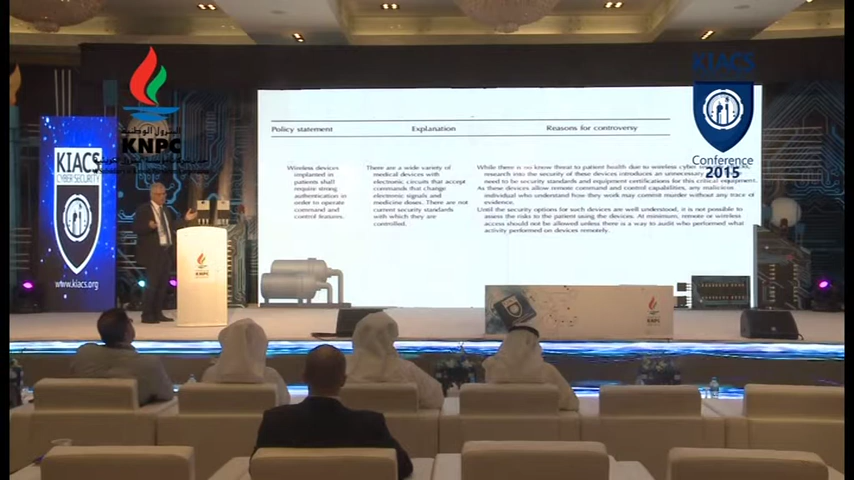 KNPC
KIACS
CYBER SECURITY
www.kiacs.org
KIACS
Conference
2015
Policy statement
Explanation
Reasons for controversy
Wireless devices
implanted in
patients shall
require strong
authentication in
order to operate
command and
control features.
There are a wide variety of
medical devices with
electronic circuits that accept
commands that change
electronic signals and
medicine doses. There are not
current security standards
with which they are
controlled.
While there is no know threat to patient health due to wireless cyber
research into the security of these devices introduces an unnecessary
need to be security standards and equipment certifications for this critical equipment.
As these devices allow remote command and control capabilities, any malicious
individual who understand how they work may commit murder without any trace of
evidence.
Until the security options for such devices are well understood, it is not possible to
assess the risks to the patient using the devices. At minimum, remote or wireless
access should not be allowed unless there is a way to audit who performed what
activity performed on devices remotely.
KNPC